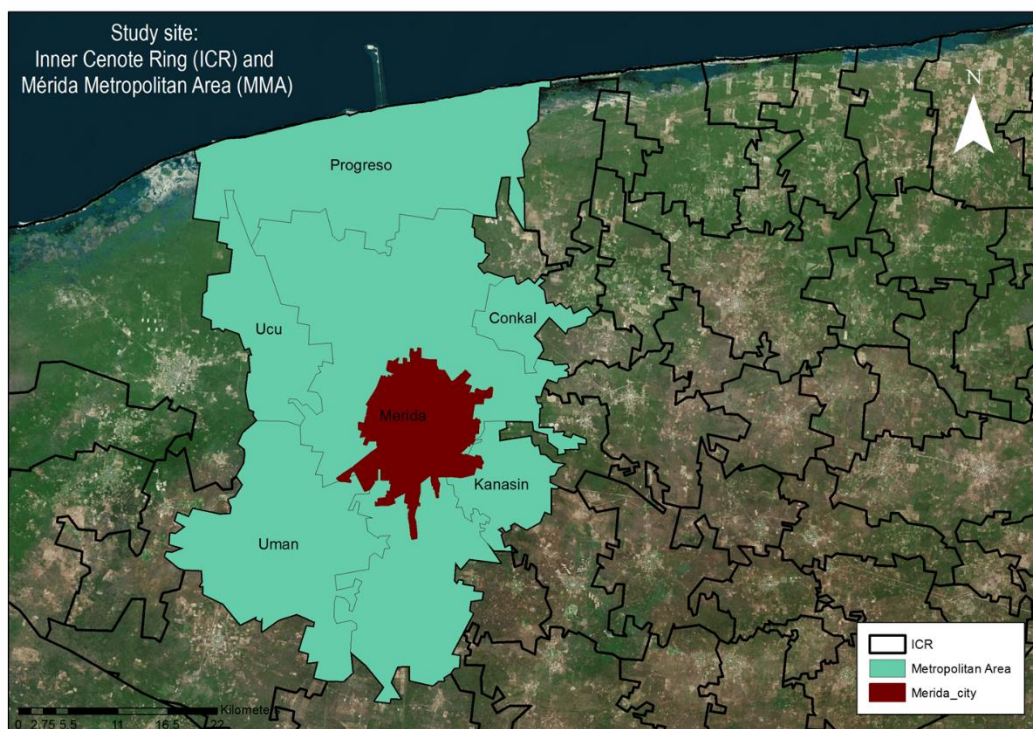 Study site:
Inner Cenote Ring (ICR) and
Mérida Metropolitan Area (MMA)
N
Progreso
Ucu
Conkal
Merida
Kanasin
Uman
ICR
Metropolitan Area
Merida_city
Kilometers
0 2.75 5.5 11 16.5 22